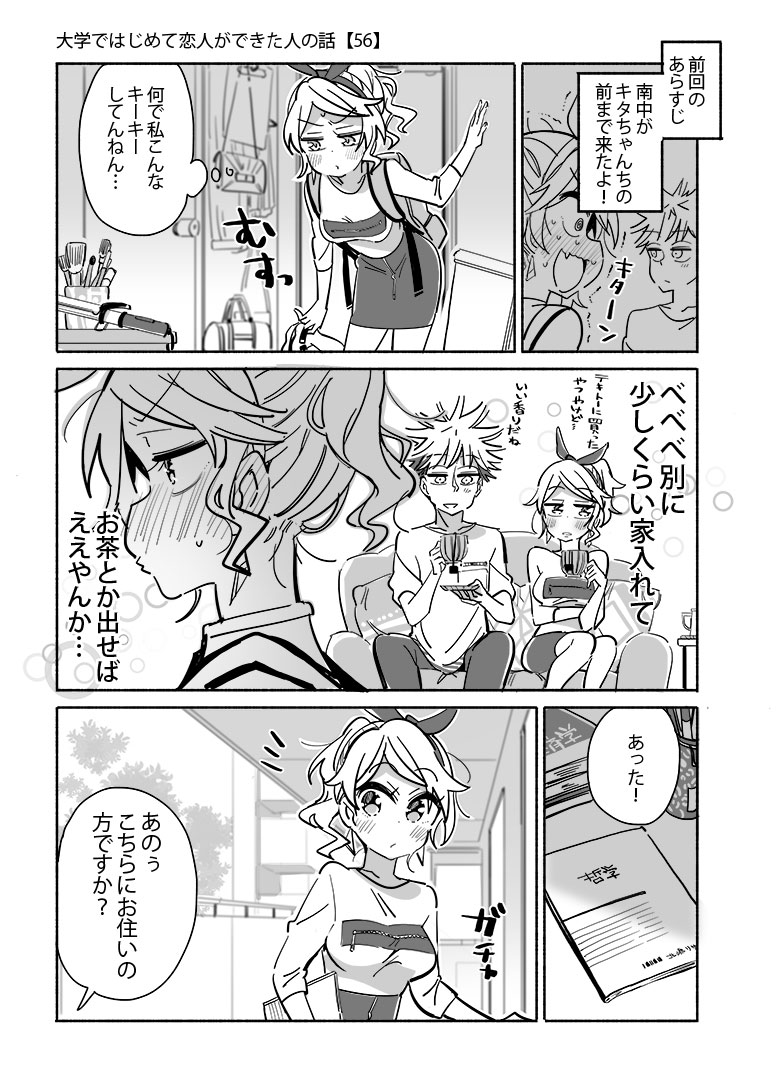 大学ではじめて恋人ができた人の話【56】
前回の
あらすじ
南中が
キタちゃんちの
前まで来たよ！
キターン
何で私こんな
キーキー
してんねん…
むすっ
べべべ別に
少しくらい家入れて
テキトーに買った
やつやけど…
いい香りだね
お茶とか出せば
ええやんか…
あった！
哲学
ガチャ
あのぅ
こちらにお住いの
方ですか？